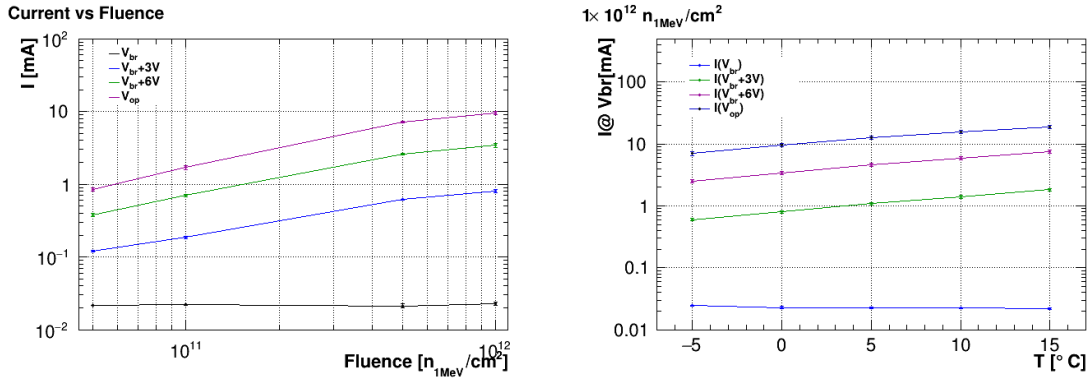 Current vs Fluence
I [mA]
10²
10
1
10⁻¹
10⁻²
V_br
V_br+3V
V_br+6V
V_op
10¹¹
10¹²
Fluence [n_1MeV/cm²]
1× 10¹² n_1MeV/cm²
I@ Vbr[mA]
100
10
1
0.1
0.01
I(V_br)
I(V_br+3V)
I(V_br+6V)
I(V_op)
−5
0
5
10
15
T [° C]